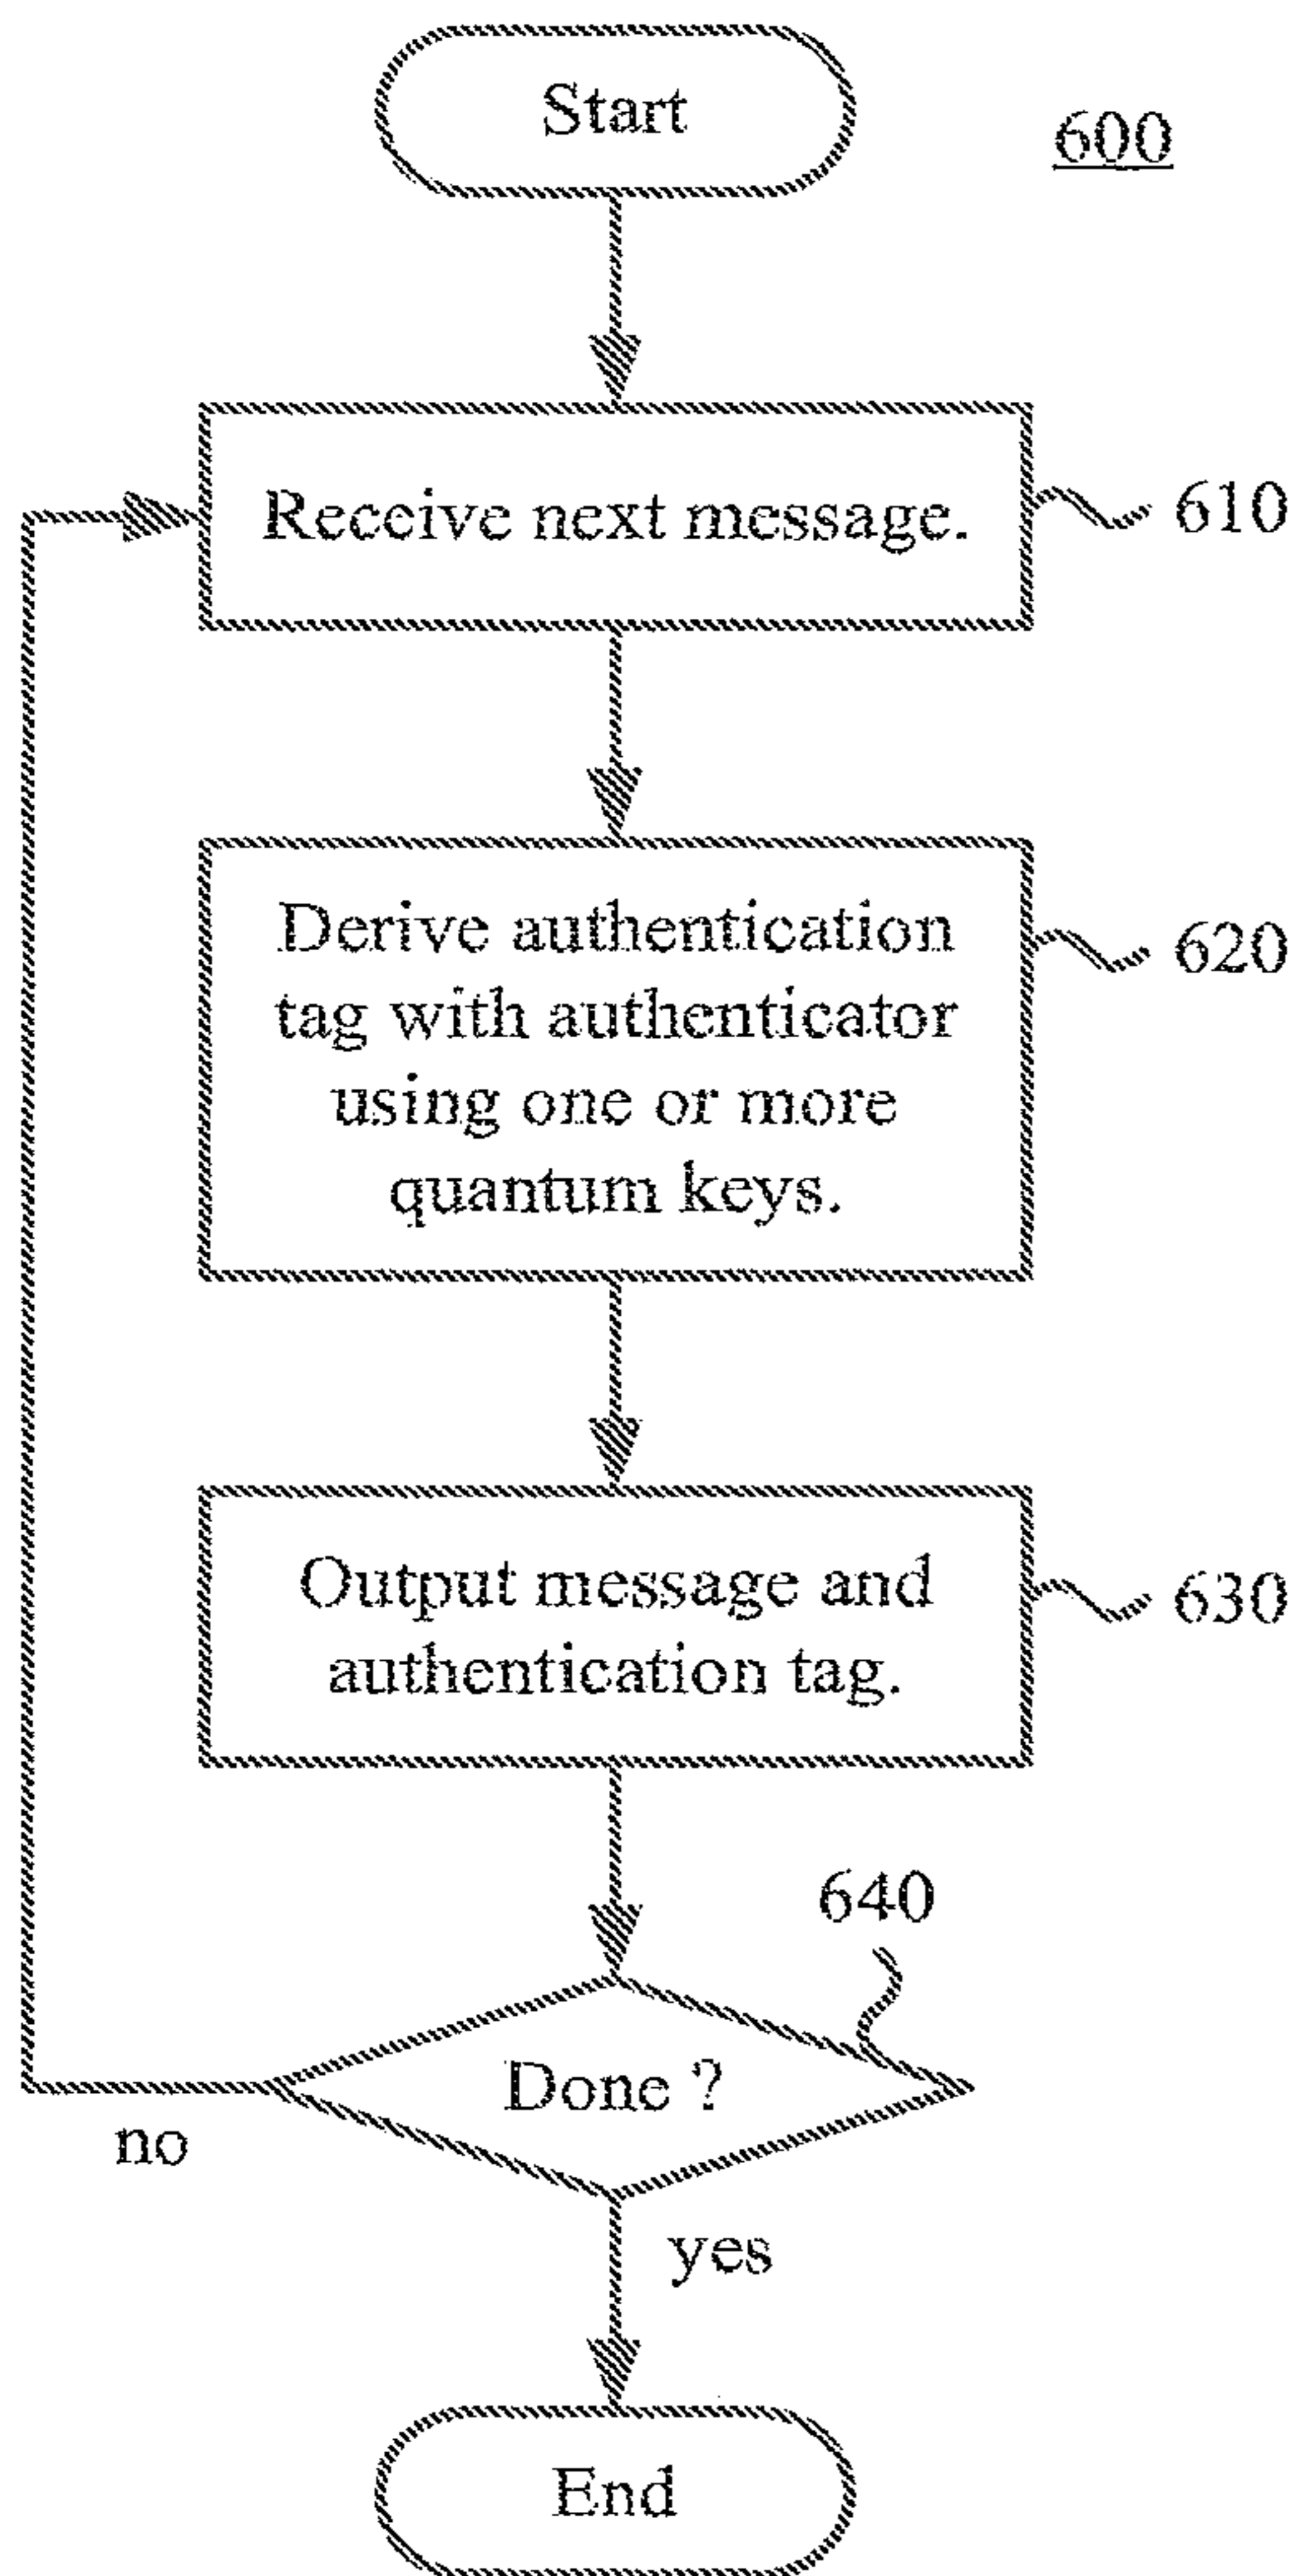 Start
600
Receive next message.
610
Derive authentication
tag with authenticator
using one or more
quantum keys.
620
Output message and
authentication tag.
630
640
Done ?
no
yes
End